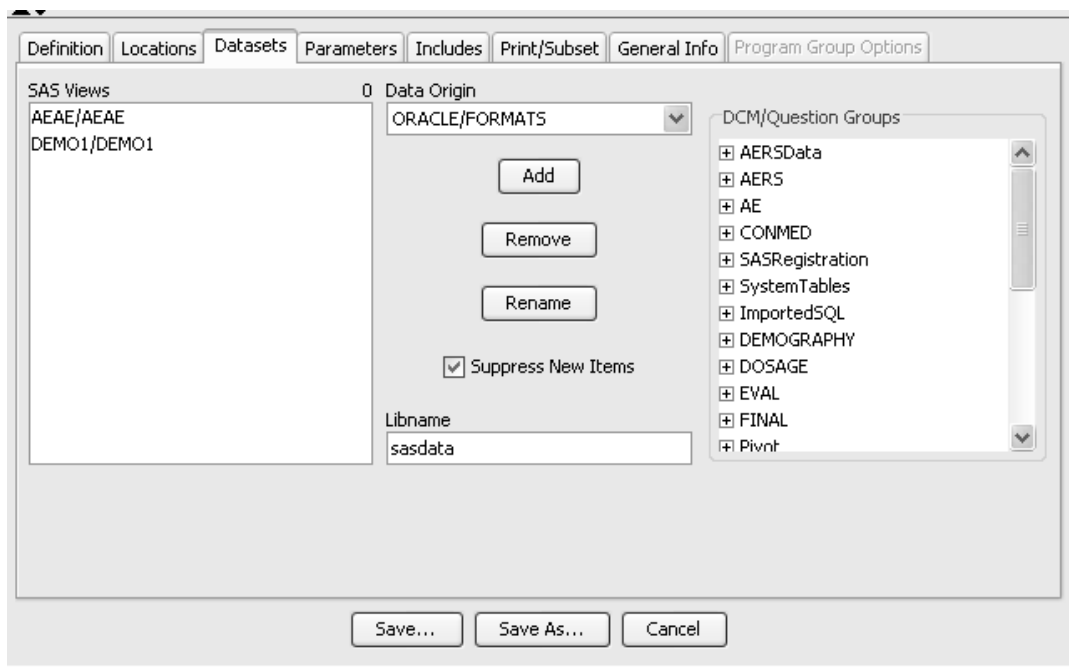 Definition Locations Datasets Parameters Includes Print/Subset General Info Program Group Options
SAS Views 0
AEAE/AEAE
DEMO1/DEMO1
Data Origin
ORACLE/FORMATS
Add
Remove
Rename
Suppress New Items
Libname
sasdata
DCM/Question Groups
AERSData
AERS
AE
CONMED
SASRegistration
SystemTables
ImportedSQL
DEMOGRAPHY
DOSAGE
EVAL
FINAL
Pivot
Save... Save As... Cancel